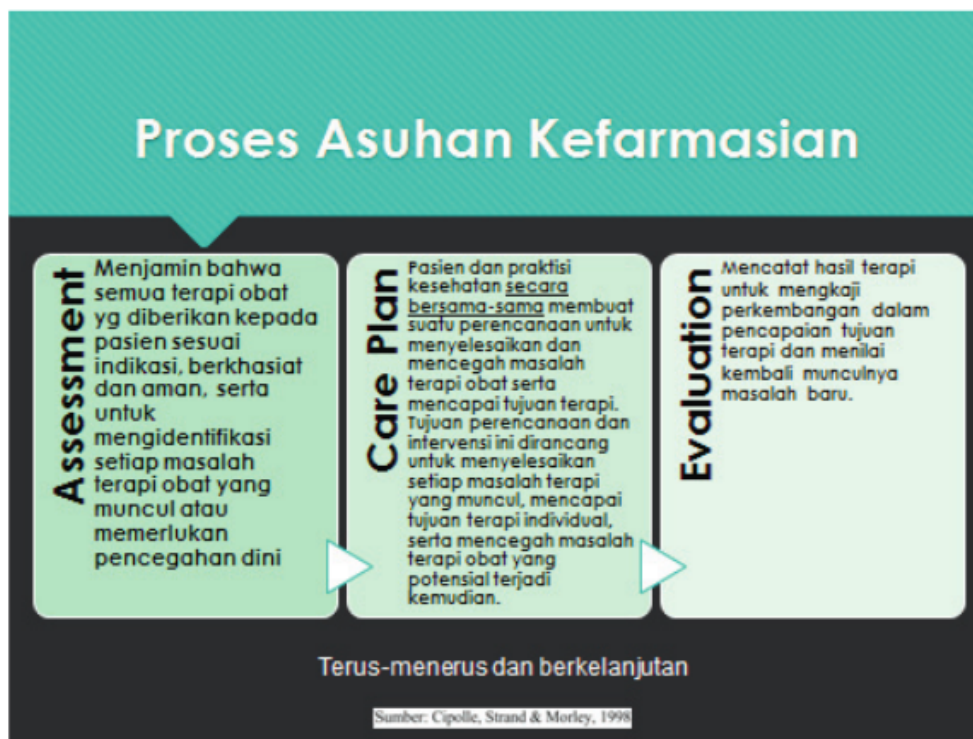 Proses Asuhan Kefarmasian
Assessment
Menjamin bahwa
semua terapi obat
yg diberikan kepada
pasien sesuai
indikasi, berkhasiat
dan aman, serta
untuk
mengidentifikasi
setiap masalah
terapi obat yang
muncul atau
memerlukan
pencegahan dini
Care Plan
Pasien dan praktisi
kesehatan secara
bersama-sama membuat
suatu perencanaan untuk
menyelesaikan dan
mencegah masalah
terapi obat serta
mencapai tujuan terapi.
Tujuan perencanaan dan
intervensi ini dirancang
untuk menyelesaikan
setiap masalah terapi
yang muncul, mencapai
tujuan terapi individual,
serta mencegah masalah
terapi obat yang
potensial terjadi
kemudian.
Evaluation
Mencatat hasil terapi
untuk mengkaji
perkembangan dalam
pencapaian tujuan
terapi dan menilai
kembali munculnya
masalah baru.
Terus-menerus dan berkelanjutan
Sumber: Cipolle, Strand & Morley, 1998